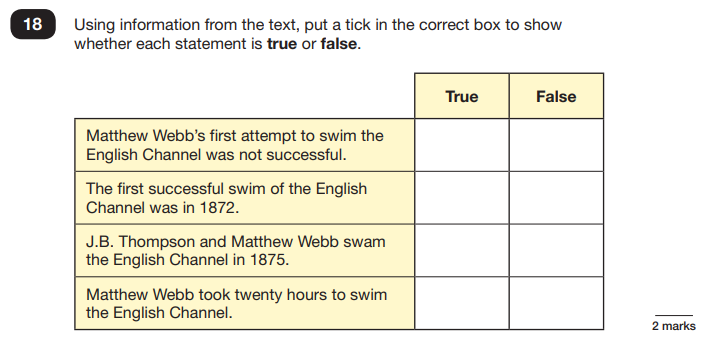 18
Using information from the text, put a tick in the correct box to show
whether each statement is true or false.
True False
Matthew Webb's first attempt to swim the
English Channel was not successful.
The first successful swim of the English
Channel was in 1872.
J.B. Thompson and Matthew Webb swam
the English Channel in 1875.
Matthew Webb took twenty hours to swim
the English Channel.
2 marks